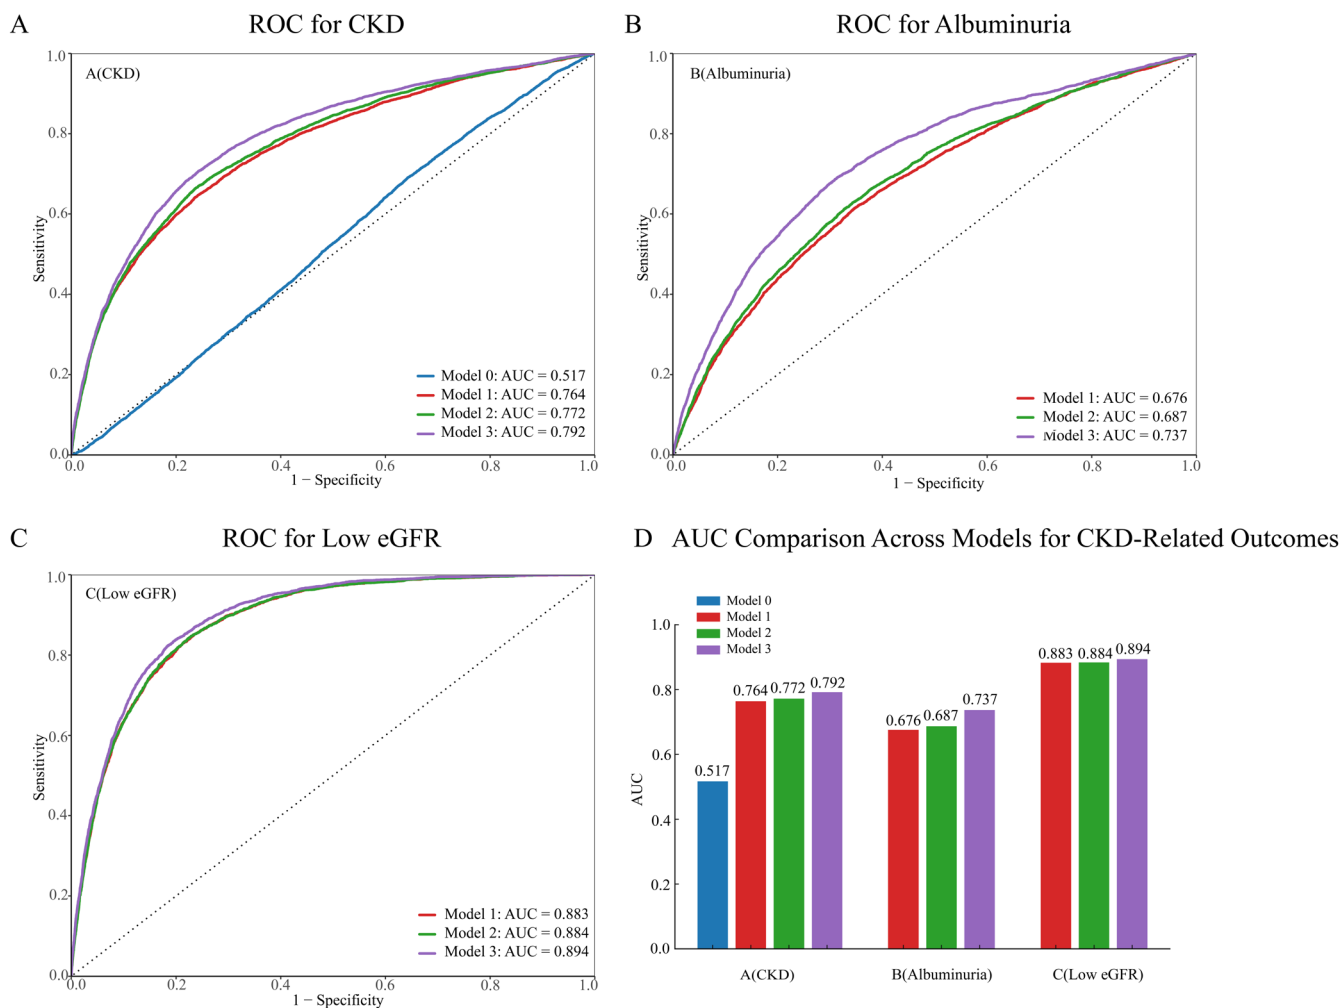 A ROC for CKD
1.0
A(CKD)
0.8
0.6
Sensitivity
0.4
0.2
0.0
Model 0: AUC = 0.517
Model 1: AUC = 0.764
Model 2: AUC = 0.772
Model 3: AUC = 0.792
0.0 0.2 0.4 0.6 0.8 1.0
1 − Specificity
B ROC for Albuminuria
1.0
B(Albuminuria)
0.8
0.6
Sensitivity
0.4
0.2
0.0
Model 1: AUC = 0.676
Model 2: AUC = 0.687
Model 3: AUC = 0.737
0.0 0.2 0.4 0.6 0.8 1.0
1 − Specificity
C ROC for Low eGFR
1.0
C(Low eGFR)
0.8
0.6
Sensitivity
0.4
0.2
0.0
Model 1: AUC = 0.883
Model 2: AUC = 0.884
Model 3: AUC = 0.894
0.0 0.2 0.4 0.6 0.8 1.0
1 − Specificity
D AUC Comparison Across Models for CKD-Related Outcomes
Model 0
Model 1
Model 2
Model 3
1.0
0.8
0.6
AUC
0.4
0.2
0.0
0.517 0.764 0.772 0.792
0.676 0.687 0.737
0.883 0.884 0.894
A(CKD) B(Albuminuria) C(Low eGFR)